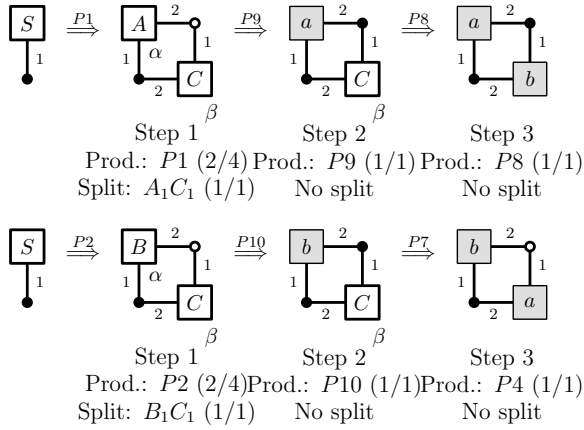 P1 P9 P8
S A 2 a 2 a 2
1 α 1 1 1 1 1
1 2 C 1 2 C 1 2 b
β β
Step 1 Step 2 Step 3
Prod.: P1 (2/4) Prod.: P9 (1/1) Prod.: P8 (1/1)
Split: A₁C₁ (1/1) No split No split
P2 P10 P7
S B 2 b 2 b 2
1 α 1 1 1 1 1
1 2 C 1 2 C 1 2 a
β β
Step 1 Step 2 Step 3
Prod.: P2 (2/4) Prod.: P10 (1/1) Prod.: P4 (1/1)
Split: B₁C₁ (1/1) No split No split